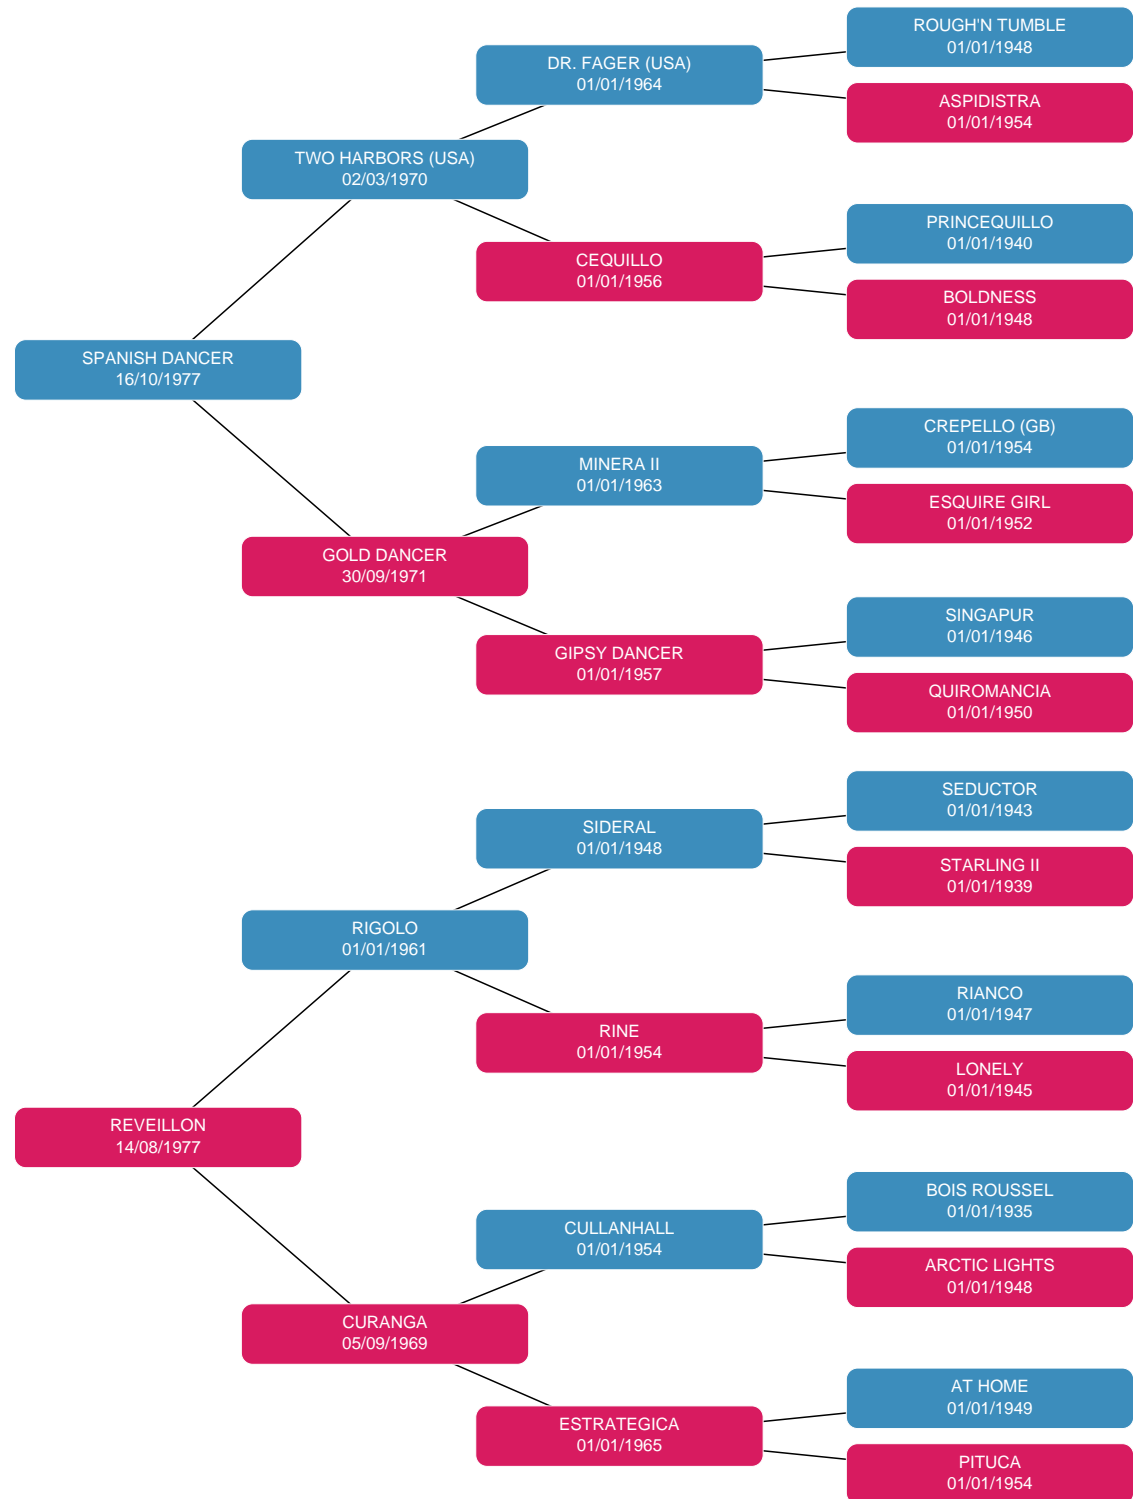 ROUGH'N TUMBLE
01/01/1948
DR. FAGER (USA)
01/01/1964
ASPIDISTRA
01/01/1954
TWO HARBORS (USA)
02/03/1970
PRINCEQUILLO
01/01/1940
CEQUILLO
01/01/1956
BOLDNESS
01/01/1948
SPANISH DANCER
16/10/1977
CREPELLO (GB)
01/01/1954
MINERA II
01/01/1963
ESQUIRE GIRL
01/01/1952
GOLD DANCER
30/09/1971
SINGAPUR
01/01/1946
GIPSY DANCER
01/01/1957
QUIROMANCIA
01/01/1950
SEDUCTOR
01/01/1943
SIDERAL
01/01/1948
STARLING II
01/01/1939
RIGOLO
01/01/1961
RIANCO
01/01/1947
RINE
01/01/1954
LONELY
01/01/1945
REVEILLON
14/08/1977
BOIS ROUSSEL
01/01/1935
CULLANHALL
01/01/1954
ARCTIC LIGHTS
01/01/1948
CURANGA
05/09/1969
AT HOME
01/01/1949
ESTRATEGICA
01/01/1965
PITUCA
01/01/1954